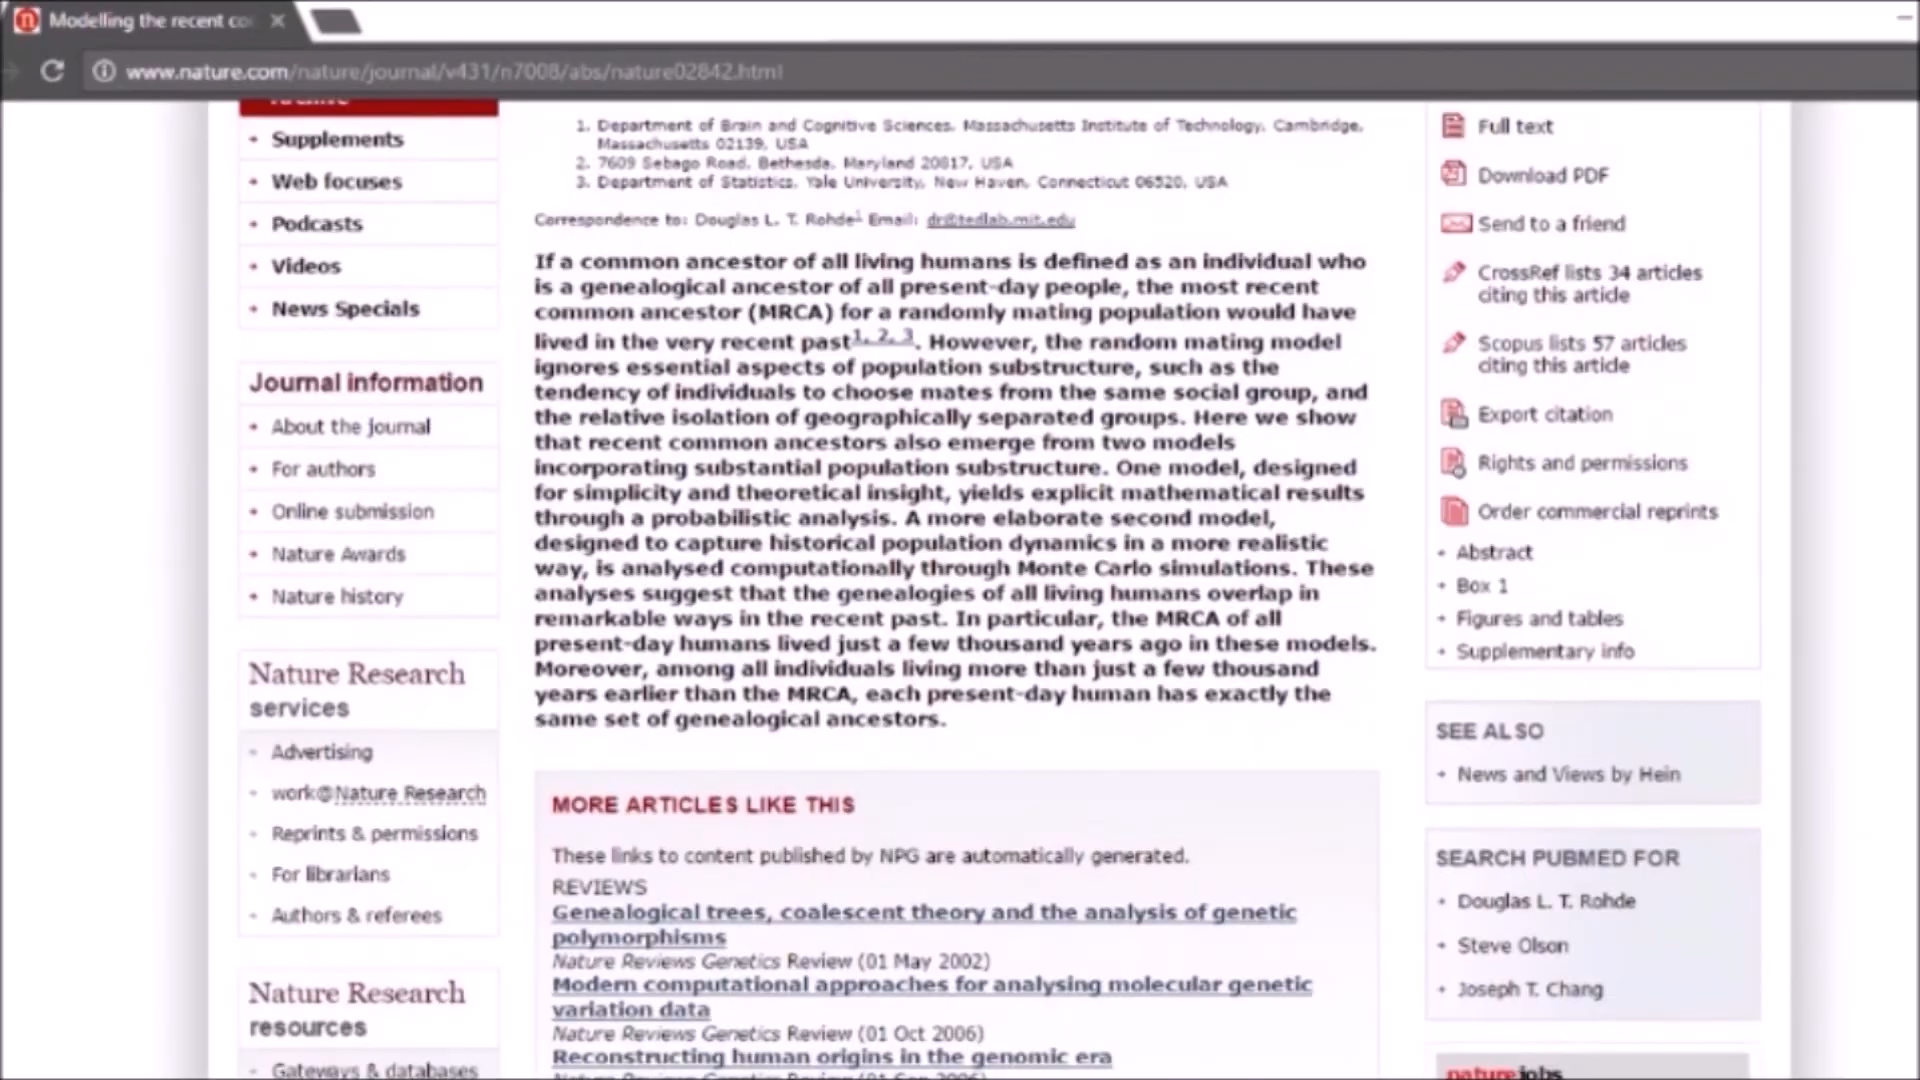 Modelling the recent co
www.nature.com/nature/journal/v431/n7008/abs/nature02842.html
Archive
Supplements
Web focuses
Podcasts
Videos
News Specials
Journal information
About the journal
For authors
Online submission
Nature Awards
Nature history
Nature Research
services
Advertising
work@Nature Research
Reprints & permissions
For librarians
Authors & referees
Nature Research
resources
Gateways & databases
1. Department of Brain and Cognitive Sciences, Massachusetts Institute of Technology, Cambridge,
Massachusetts 02139, USA
2. 7609 Sebago Road, Bethesda, Maryland 20817, USA
3. Department of Statistics, Yale University, New Haven, Connecticut 06520, USA
Correspondence to: Douglas L. T. Rohde1 Email: dr@tedlab.mit.edu
If a common ancestor of all living humans is defined as an individual who
is a genealogical ancestor of all present-day people, the most recent
common ancestor (MRCA) for a randomly mating population would have
lived in the very recent past1, 2, 3. However, the random mating model
ignores essential aspects of population substructure, such as the
tendency of individuals to choose mates from the same social group, and
the relative isolation of geographically separated groups. Here we show
that recent common ancestors also emerge from two models
incorporating substantial population substructure. One model, designed
for simplicity and theoretical insight, yields explicit mathematical results
through a probabilistic analysis. A more elaborate second model,
designed to capture historical population dynamics in a more realistic
way, is analysed computationally through Monte Carlo simulations. These
analyses suggest that the genealogies of all living humans overlap in
remarkable ways in the recent past. In particular, the MRCA of all
present-day humans lived just a few thousand years ago in these models.
Moreover, among all individuals living more than just a few thousand
years earlier than the MRCA, each present-day human has exactly the
same set of genealogical ancestors.
MORE ARTICLES LIKE THIS
These links to content published by NPG are automatically generated.
REVIEWS
Genealogical trees, coalescent theory and the analysis of genetic
polymorphisms
Nature Reviews Genetics Review (01 May 2002)
Modern computational approaches for analysing molecular genetic
variation data
Nature Reviews Genetics Review (01 Oct 2006)
Reconstructing human origins in the genomic era
Nature Reviews Genetics Review (01 Sep 2006)
Full text
Download PDF
Send to a friend
CrossRef lists 34 articles
citing this article
Scopus lists 57 articles
citing this article
Export citation
Rights and permissions
Order commercial reprints
Abstract
Box 1
Figures and tables
Supplementary info
SEE ALSO
News and Views by Hein
SEARCH PUBMED FOR
Douglas L. T. Rohde
Steve Olson
Joseph T. Chang
naturejobs